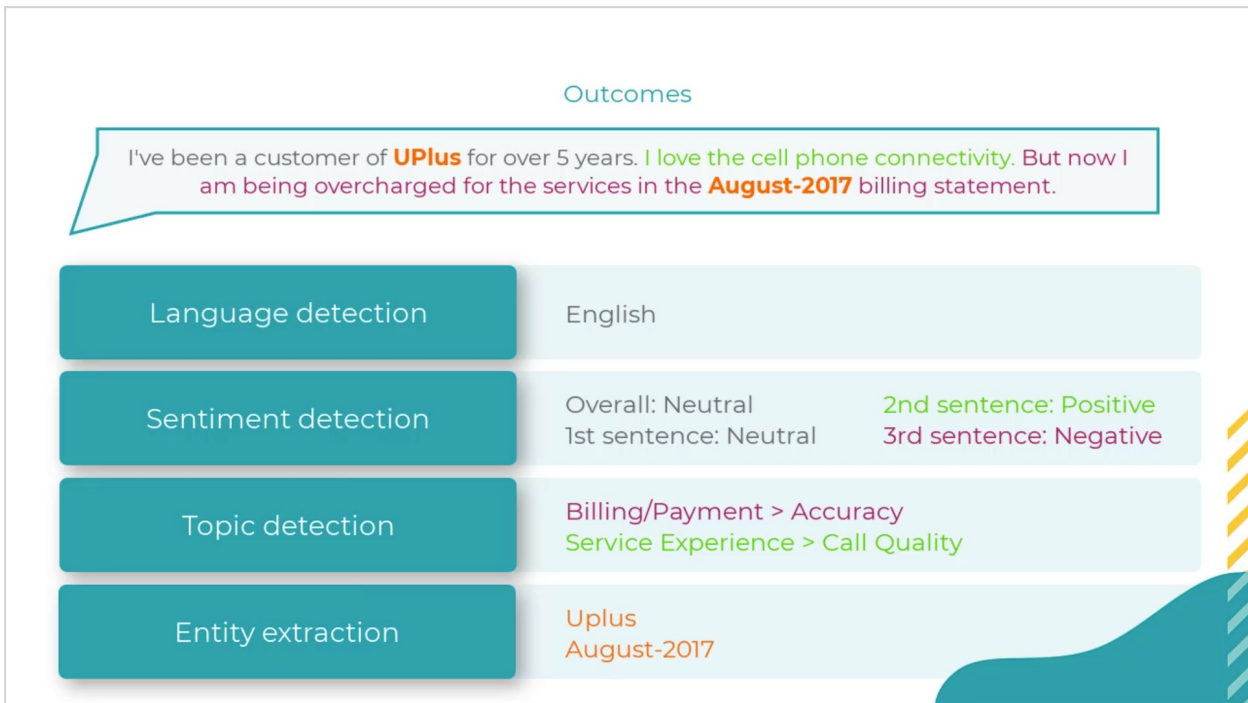 Outcomes
I've been a customer of UPlus for over 5 years. I love the cell phone connectivity. But now I
am being overcharged for the services in the August-2017 billing statement.
Language detection
English
Sentiment detection
Overall: Neutral
1st sentence: Neutral
2nd sentence: Positive
3rd sentence: Negative
Topic detection
Billing/Payment > Accuracy
Service Experience > Call Quality
Entity extraction
Uplus
August-2017